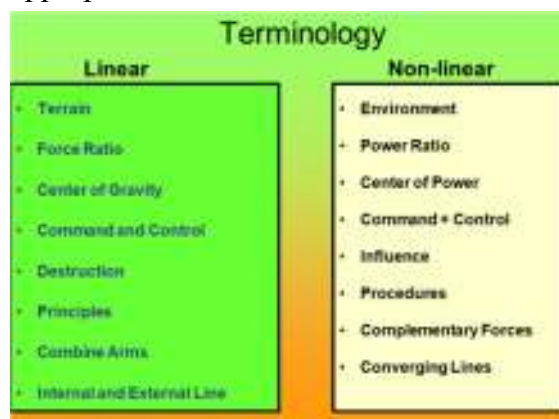 Terminology
Linear
Non-linear
• Terrain
• Force Ratio
• Center of Gravity
• Command and Control
• Destruction
• Principles
• Combine Arms
• Internal and External Line
• Environment
• Power Ratio
• Center of Power
• Command + Control
• Influence
• Procedures
• Complementary Forces
• Converging Lines